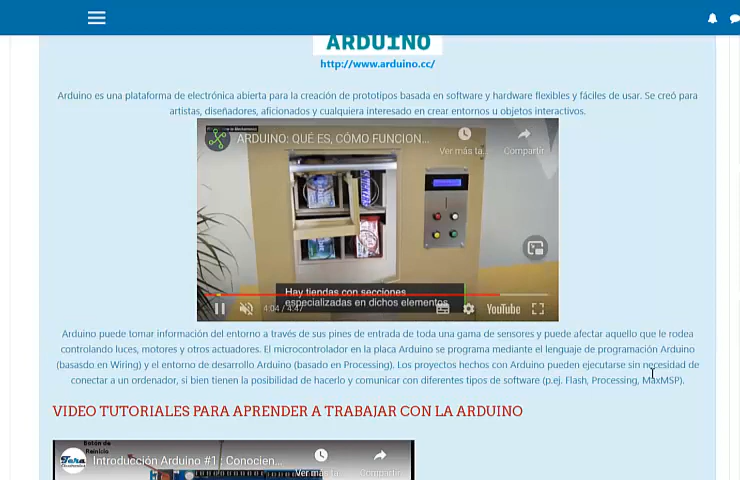 ARDUINO
http://www.arduino.cc/
Arduino es una plataforma de electrónica abierta para la creación de prototipos basada en software y hardware flexibles y fáciles de usar. Se creó para
artistas, diseñadores, aficionados y cualquiera interesado en crear entornos u objetos interactivos.
ARDUINO: QUÉ ES, CÓMO FUNCION...
Ver más ta...
Compartir
Hay tiendas con secciones
especializadas en dichos elementos
4:04 / 4:47
YouTube
Arduino puede tomar información del entorno a través de sus pines de entrada de toda una gama de sensores y puede afectar aquello que le rodea
controlando luces, motores y otros actuadores. El microcontrolador en la placa Arduino se programa mediante el lenguaje de programación Arduino
(basasdo en Wiring) y el entorno de desarrollo Arduino (basado en Processing). Los proyectos hechos con Arduino pueden ejecutarse sin necesidad de
conectar a un ordenador, si bien tienen la posibilidad de hacerlo y comunicar con diferentes tipos de software (p.ej. Flash, Processing, MaxMSP).
VIDEO TUTORIALES PARA APRENDER A TRABAJAR CON LA ARDUINO
Botón de
Reinicio
Introducción Arduino #1 : Conocien...
Ver más ta...
Compartir